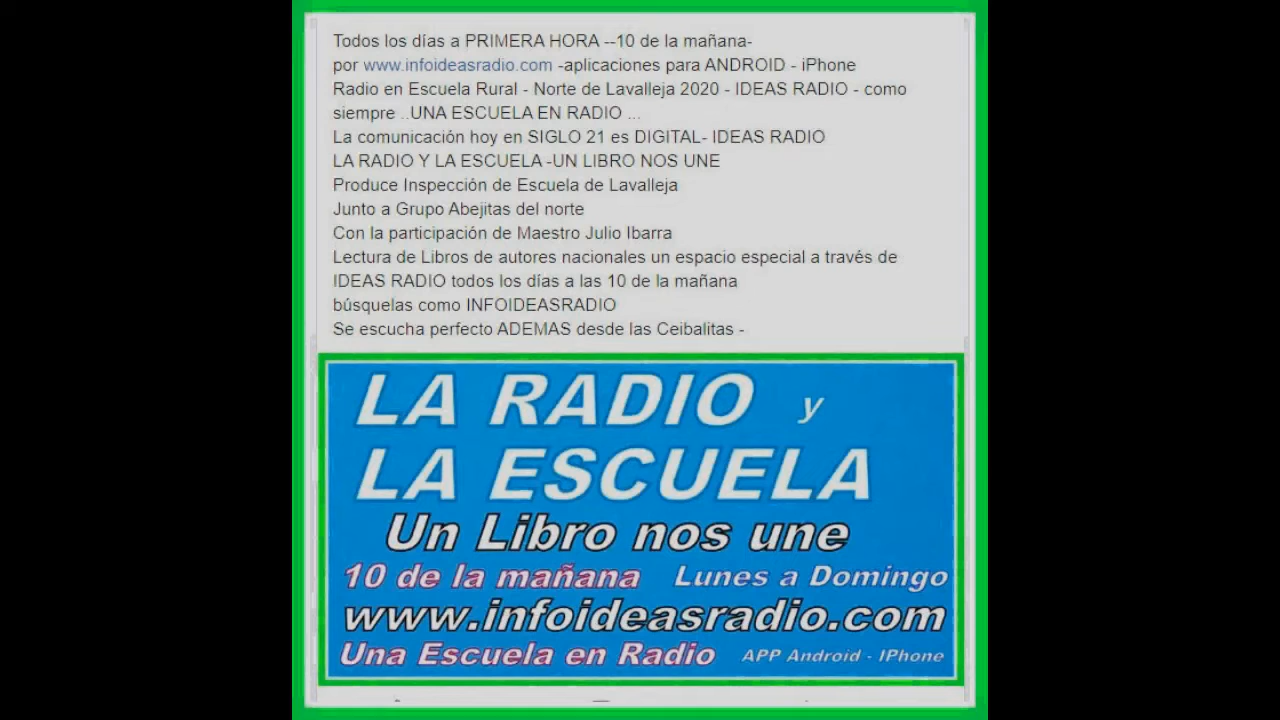 Todos los días a PRIMERA HORA --10 de la mañana-
por www.infoideasradio.com -aplicaciones para ANDROID - iPhone
Radio en Escuela Rural - Norte de Lavalleja 2020 - IDEAS RADIO - como
siempre ..UNA ESCUELA EN RADIO ...
La comunicación hoy en SIGLO 21 es DIGITAL- IDEAS RADIO
LA RADIO Y LA ESCUELA -UN LIBRO NOS UNE
Produce Inspección de Escuela de Lavalleja
Junto a Grupo Abejitas del norte
Con la participación de Maestro Julio Ibarra
Lectura de Libros de autores nacionales un espacio especial a través de
IDEAS RADIO todos los días a las 10 de la mañana
búsquelas como INFOIDEASRADIO
Se escucha perfecto ADEMAS desde las Ceibalitas -
LA RADIO y
LA ESCUELA
Un Libro nos une
10 de la mañana Lunes a Domingo
www.infoideasradio.com
Una Escuela en Radio APP Android - IPhone